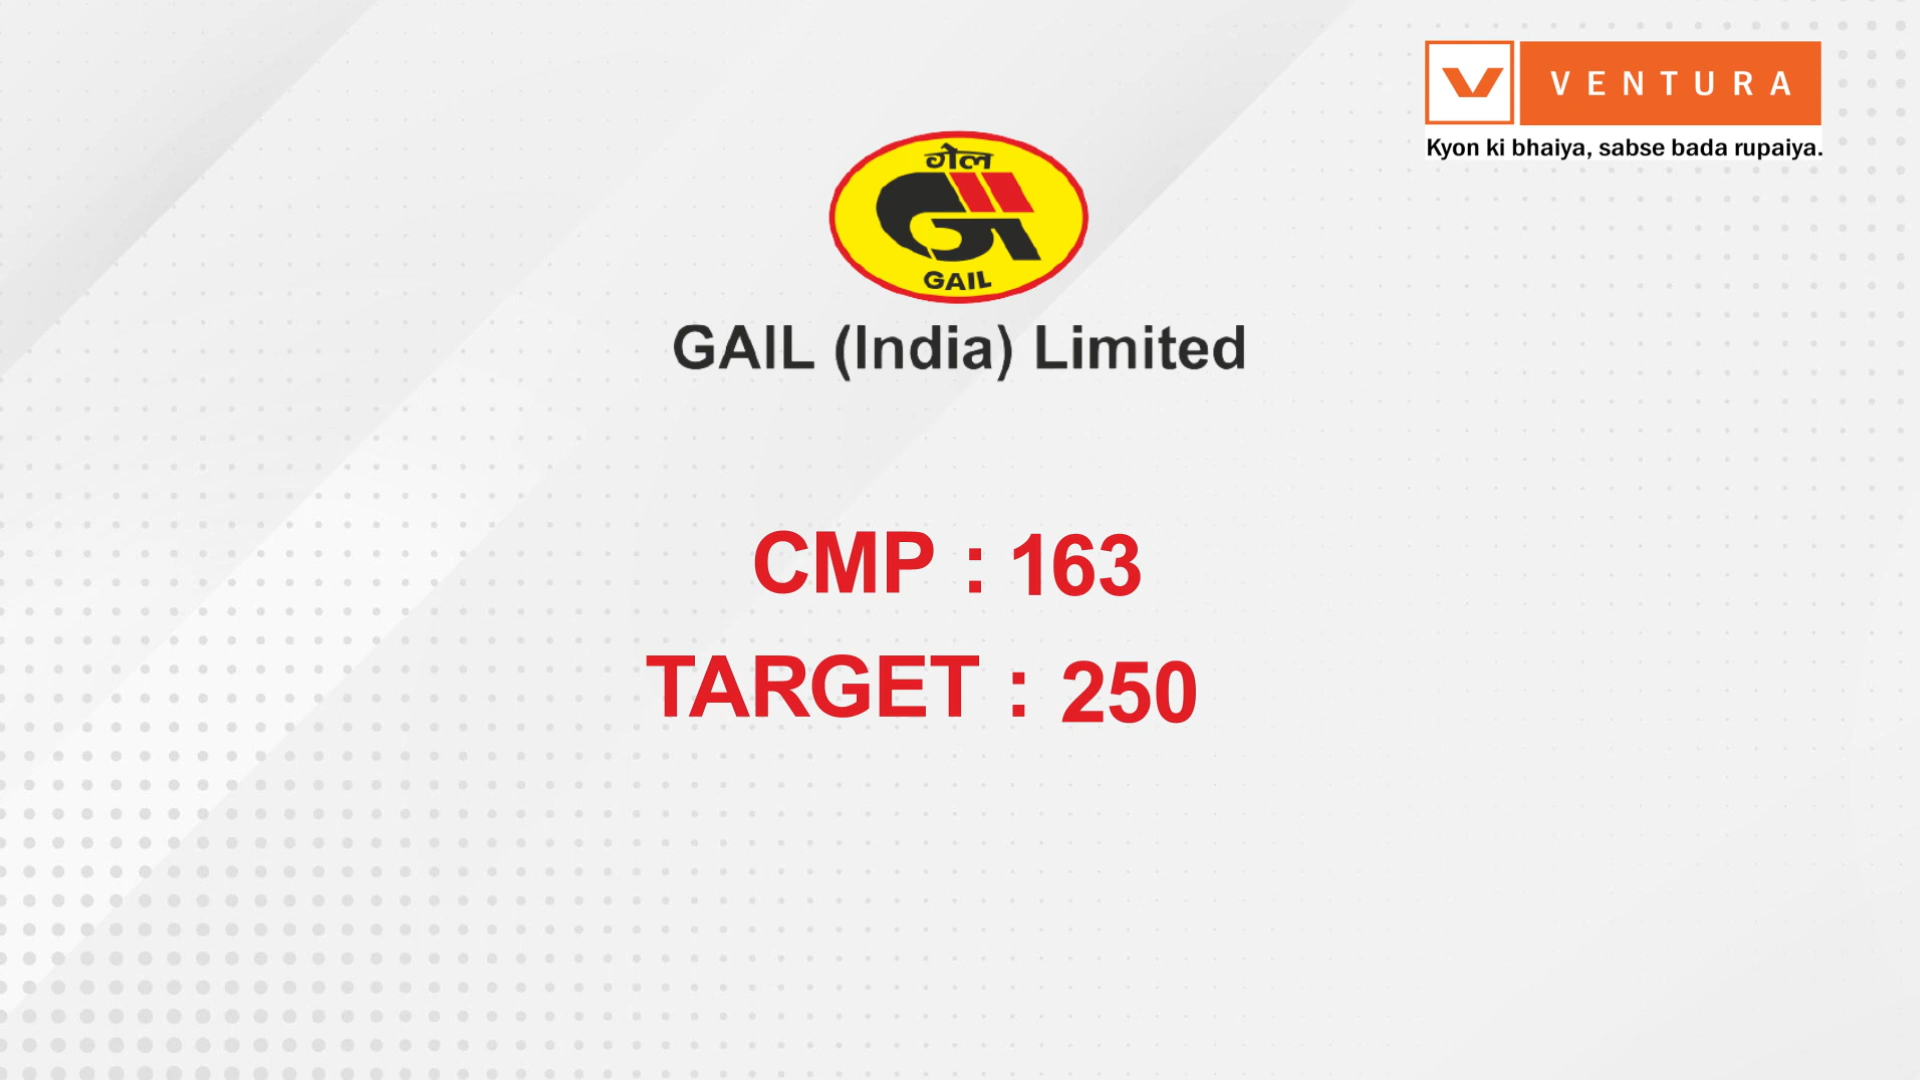 VENTURA
Kyon ki bhaiya, sabse bada rupaiya.
गेल
GAIL
GAIL (India) Limited
CMP : 163
TARGET : 250